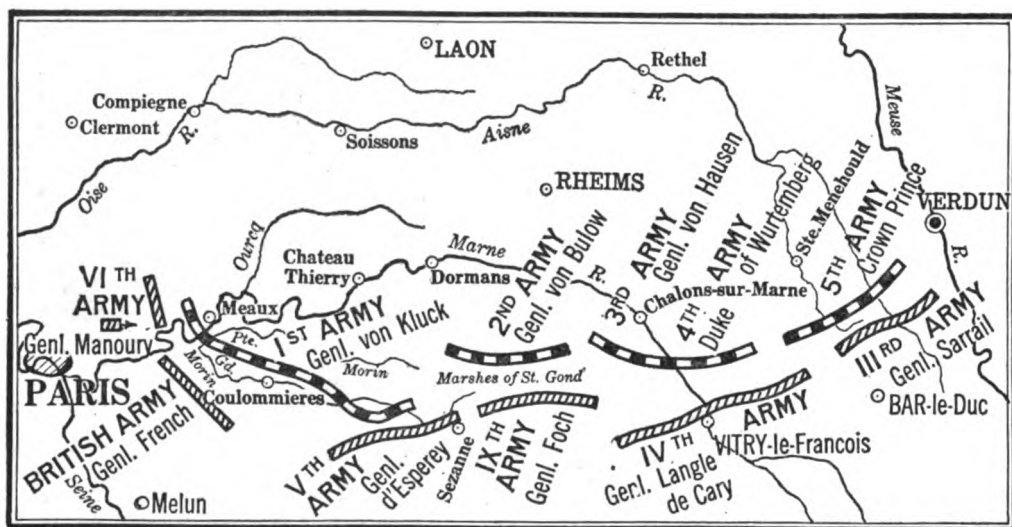 LAON
Rethel
R.
Meuse
Compiegne
Clermont
R.
Soissons
Aisne
Oise
RHEIMS
Ste. Menehould
VERDUN
R.
Ourcq
Chateau
Thierry
Marne
Dormans
R.
Chalons-sur-Marne
VI TH
ARMY
Genl. Manoury
Meaux
1ST ARMY
Genl. von Kluck
2ND ARMY
Genl. von Bulow
3RD ARMY
Genl. von Hausen
4TH ARMY
Duke of Wurtemberg
5TH ARMY
Crown Prince
PARIS
Pte.
Morin
Gd.
Morin
Coulommieres
Marshes of St. Gond
BRITISH ARMY
Genl. French
V TH
ARMY
Genl.
d'Esperey
Sezanne
IX TH
ARMY
Genl. Foch
IV TH ARMY
Genl. Langle
de Cary
VITRY-le-Francois
III RD ARMY
Genl. Sarrail
BAR-le-Duc
Seine
Melun